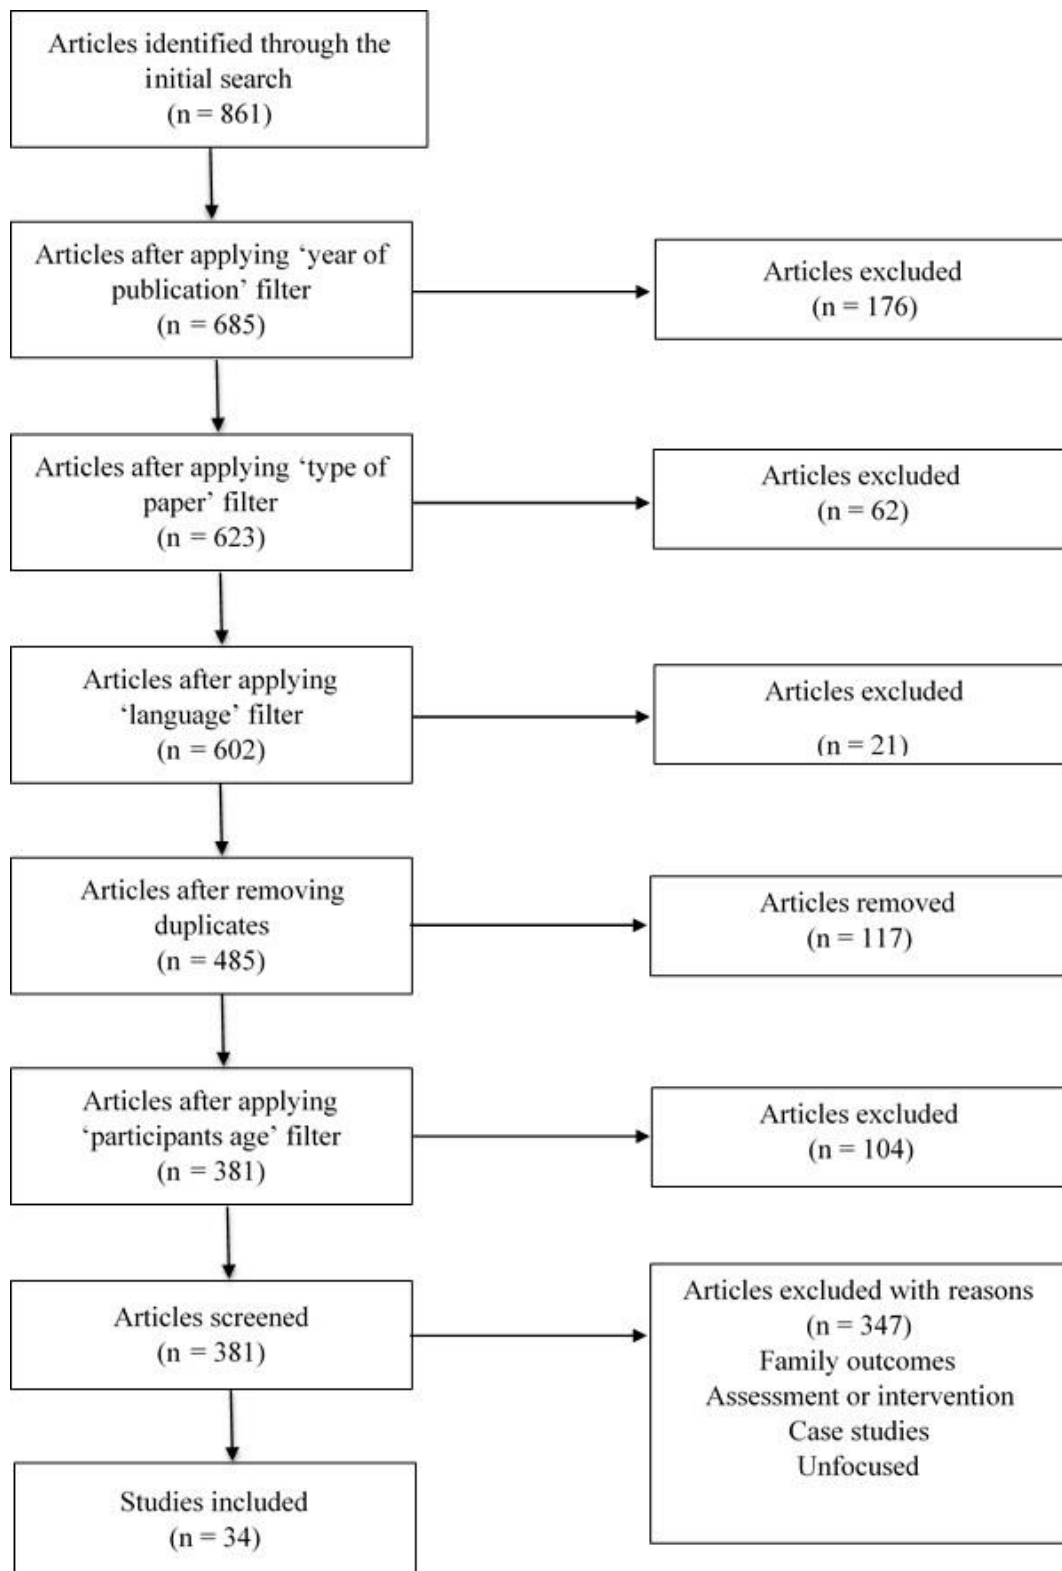 Articles identified through the
initial search
(n = 861)
Articles after applying ‘year of
publication’ filter
(n = 685)
Articles excluded
(n = 176)
Articles after applying ‘type of
paper’ filter
(n = 623)
Articles excluded
(n = 62)
Articles after applying
‘language’ filter
(n = 602)
Articles excluded
(n = 21)
Articles after removing
duplicates
(n = 485)
Articles removed
(n = 117)
Articles after applying
‘participants age’ filter
(n = 381)
Articles excluded
(n = 104)
Articles screened
(n = 381)
Articles excluded with reasons
(n = 347)
Family outcomes
Assessment or intervention
Case studies
Unfocused
Studies included
(n = 34)